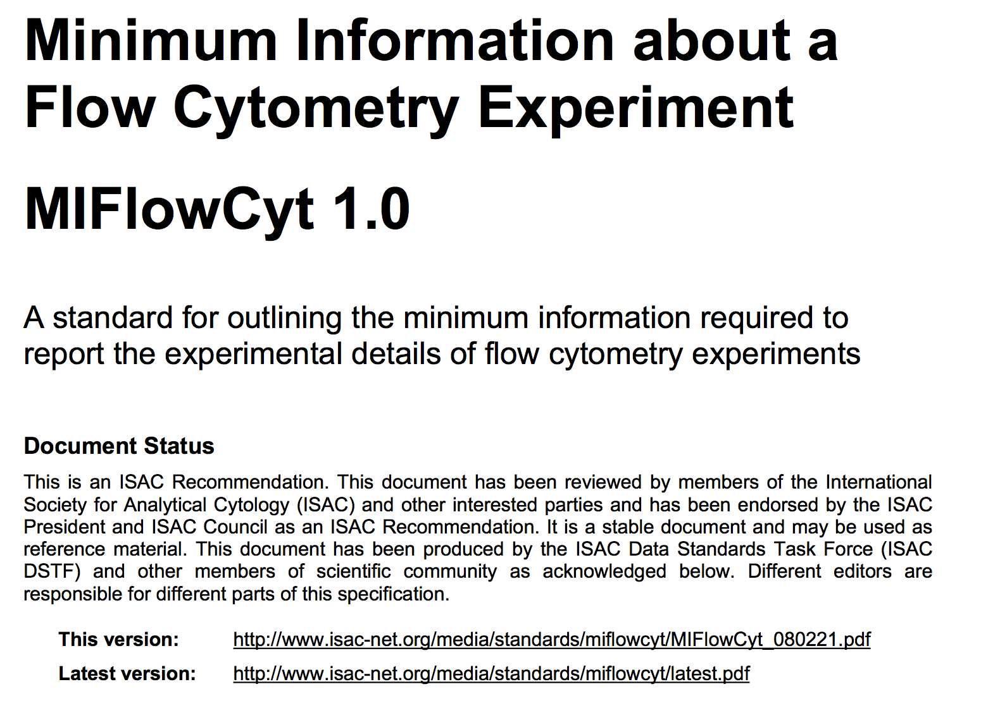 Minimum Information about a
Flow Cytometry Experiment
MIFlowCyt 1.0
A standard for outlining the minimum information required to
report the experimental details of flow cytometry experiments
Document Status
This is an ISAC Recommendation. This document has been reviewed by members of the International
Society for Analytical Cytology (ISAC) and other interested parties and has been endorsed by the ISAC
President and ISAC Council as an ISAC Recommendation. It is a stable document and may be used as
reference material. This document has been produced by the ISAC Data Standards Task Force (ISAC
DSTF) and other members of scientific community as acknowledged below. Different editors are
responsible for different parts of this specification.
This version: http://www.isac-net.org/media/standards/miflowcyt/MIFlowCyt_080221.pdf
Latest version: http://www.isac-net.org/media/standards/miflowcyt/latest.pdf